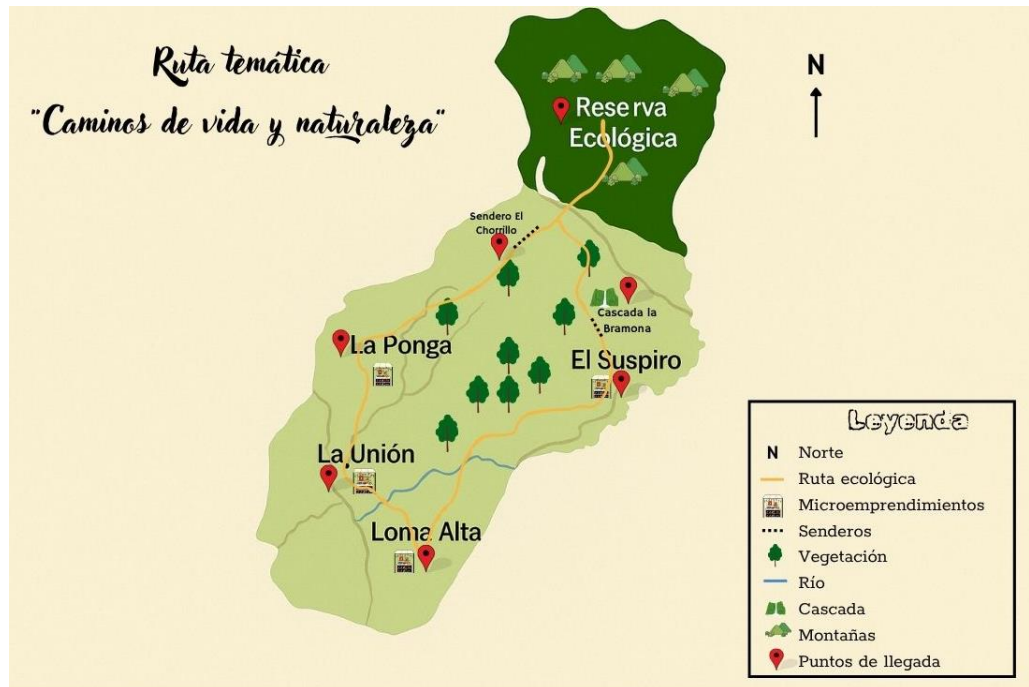 Ruta temática
"Caminos de vida y naturaleza"
N
Reserva
Ecológica
Sendero El
Chorrillo
Cascada la
Bramona
La Ponga
El Suspiro
La Unión
Loma Alta
Leyenda
N Norte
Ruta ecológica
Microemprendimientos
Senderos
Vegetación
Río
Cascada
Montañas
Puntos de llegada